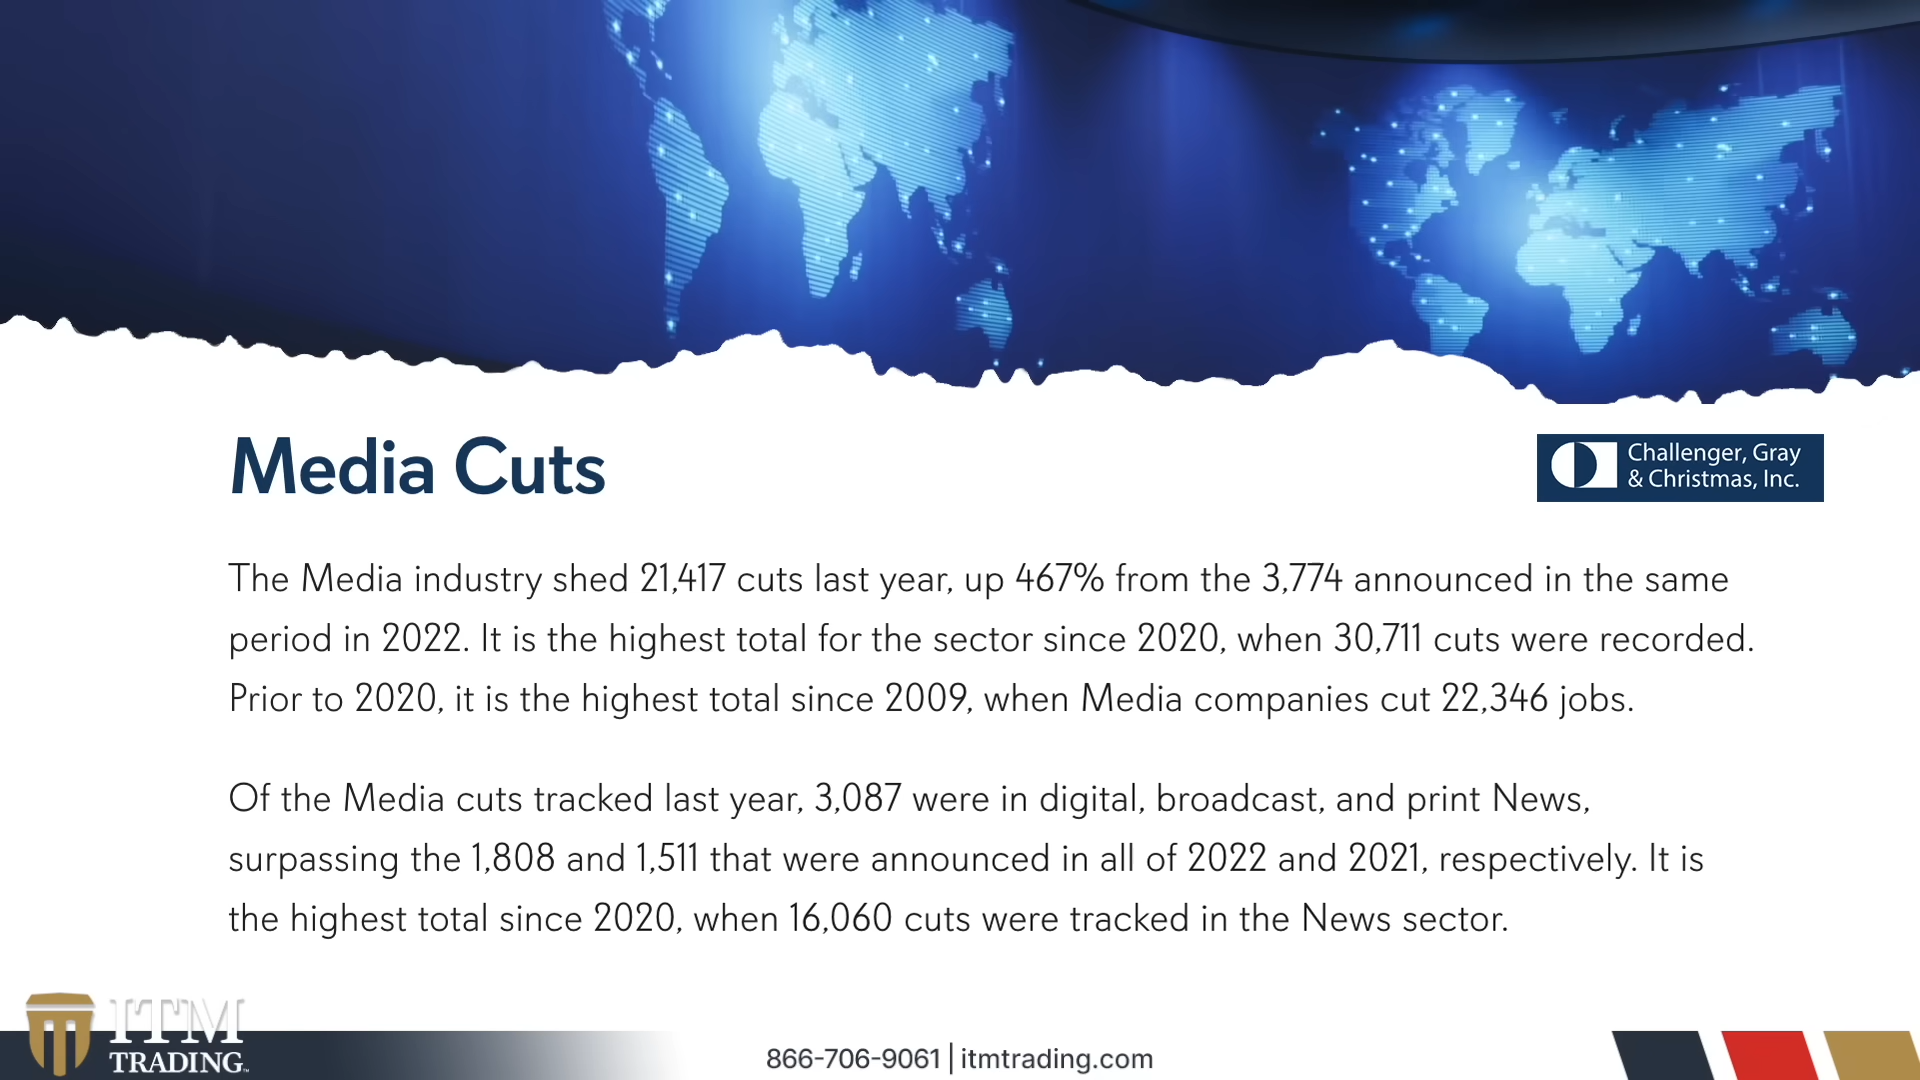 Media Cuts
Challenger, Gray
& Christmas, Inc.
The Media industry shed 21,417 cuts last year, up 467% from the 3,774 announced in the same
period in 2022. It is the highest total for the sector since 2020, when 30,711 cuts were recorded.
Prior to 2020, it is the highest total since 2009, when Media companies cut 22,346 jobs.
Of the Media cuts tracked last year, 3,087 were in digital, broadcast, and print News,
surpassing the 1,808 and 1,511 that were announced in all of 2022 and 2021, respectively. It is
the highest total since 2020, when 16,060 cuts were tracked in the News sector.
ITM
TRADING™
866-706-9061 | itmtrading.com